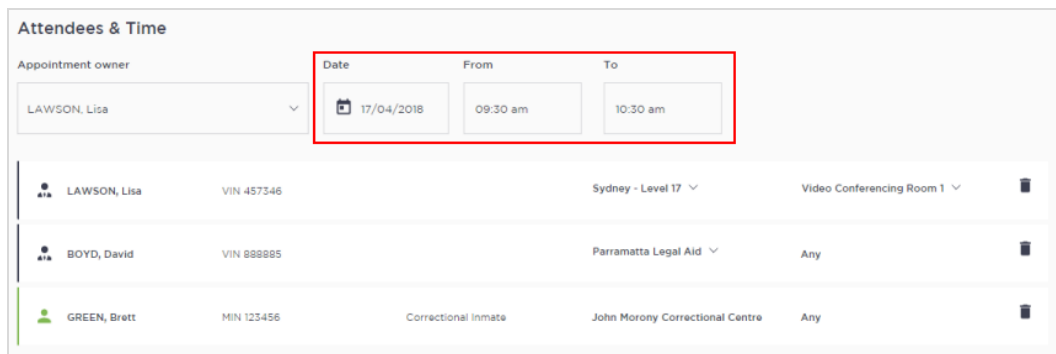 Attendees & Time
Appointment owner Date From To
LAWSON, Lisa 17/04/2018 09:30 am 10:30 am
LAWSON, Lisa VIN 457346 Sydney - Level 17 Video Conferencing Room 1
BOYD, David VIN 888885 Parramatta Legal Aid Any
GREEN, Brett MIN 123456 Correctional Inmate John Morony Correctional Centre Any